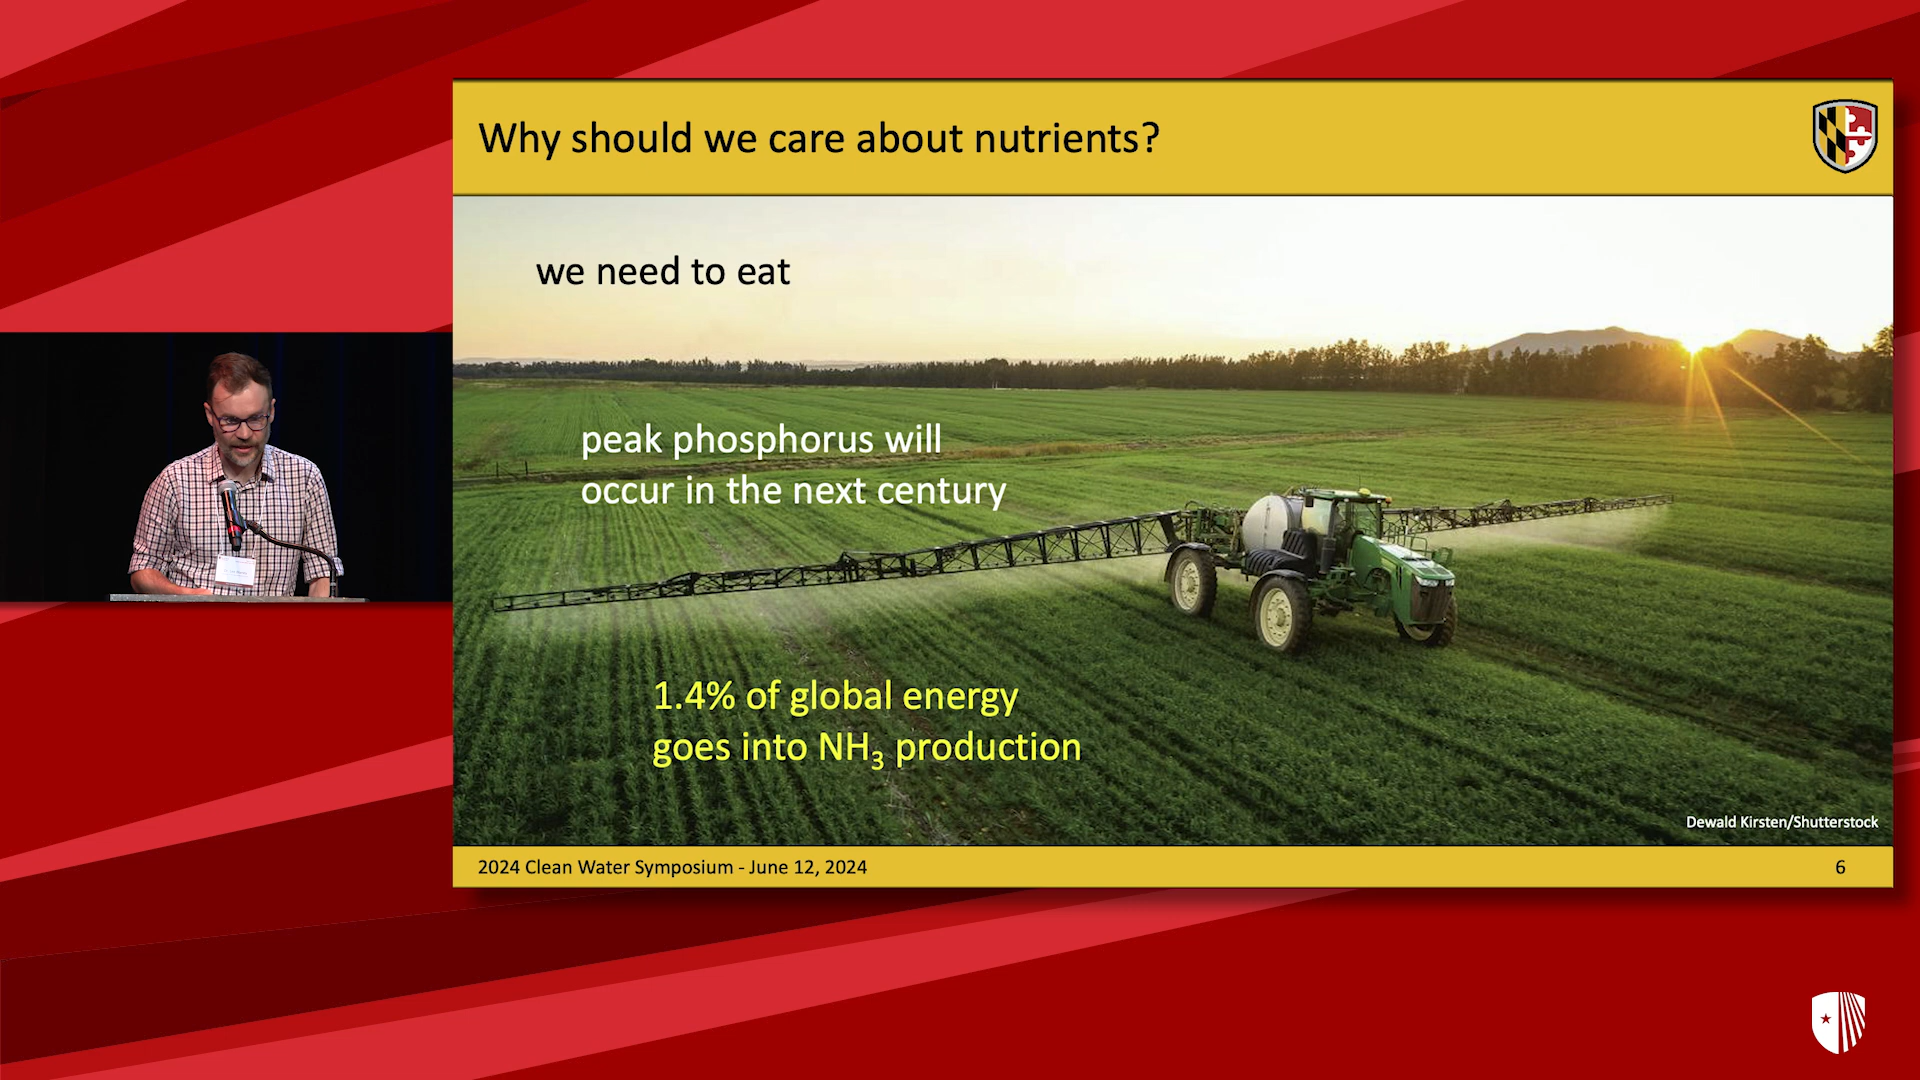 Why should we care about nutrients?
we need to eat
peak phosphorus will
occur in the next century
1.4% of global energy
goes into NH₃ production
Dewald Kirsten/Shutterstock
2024 Clean Water Symposium - June 12, 2024
6